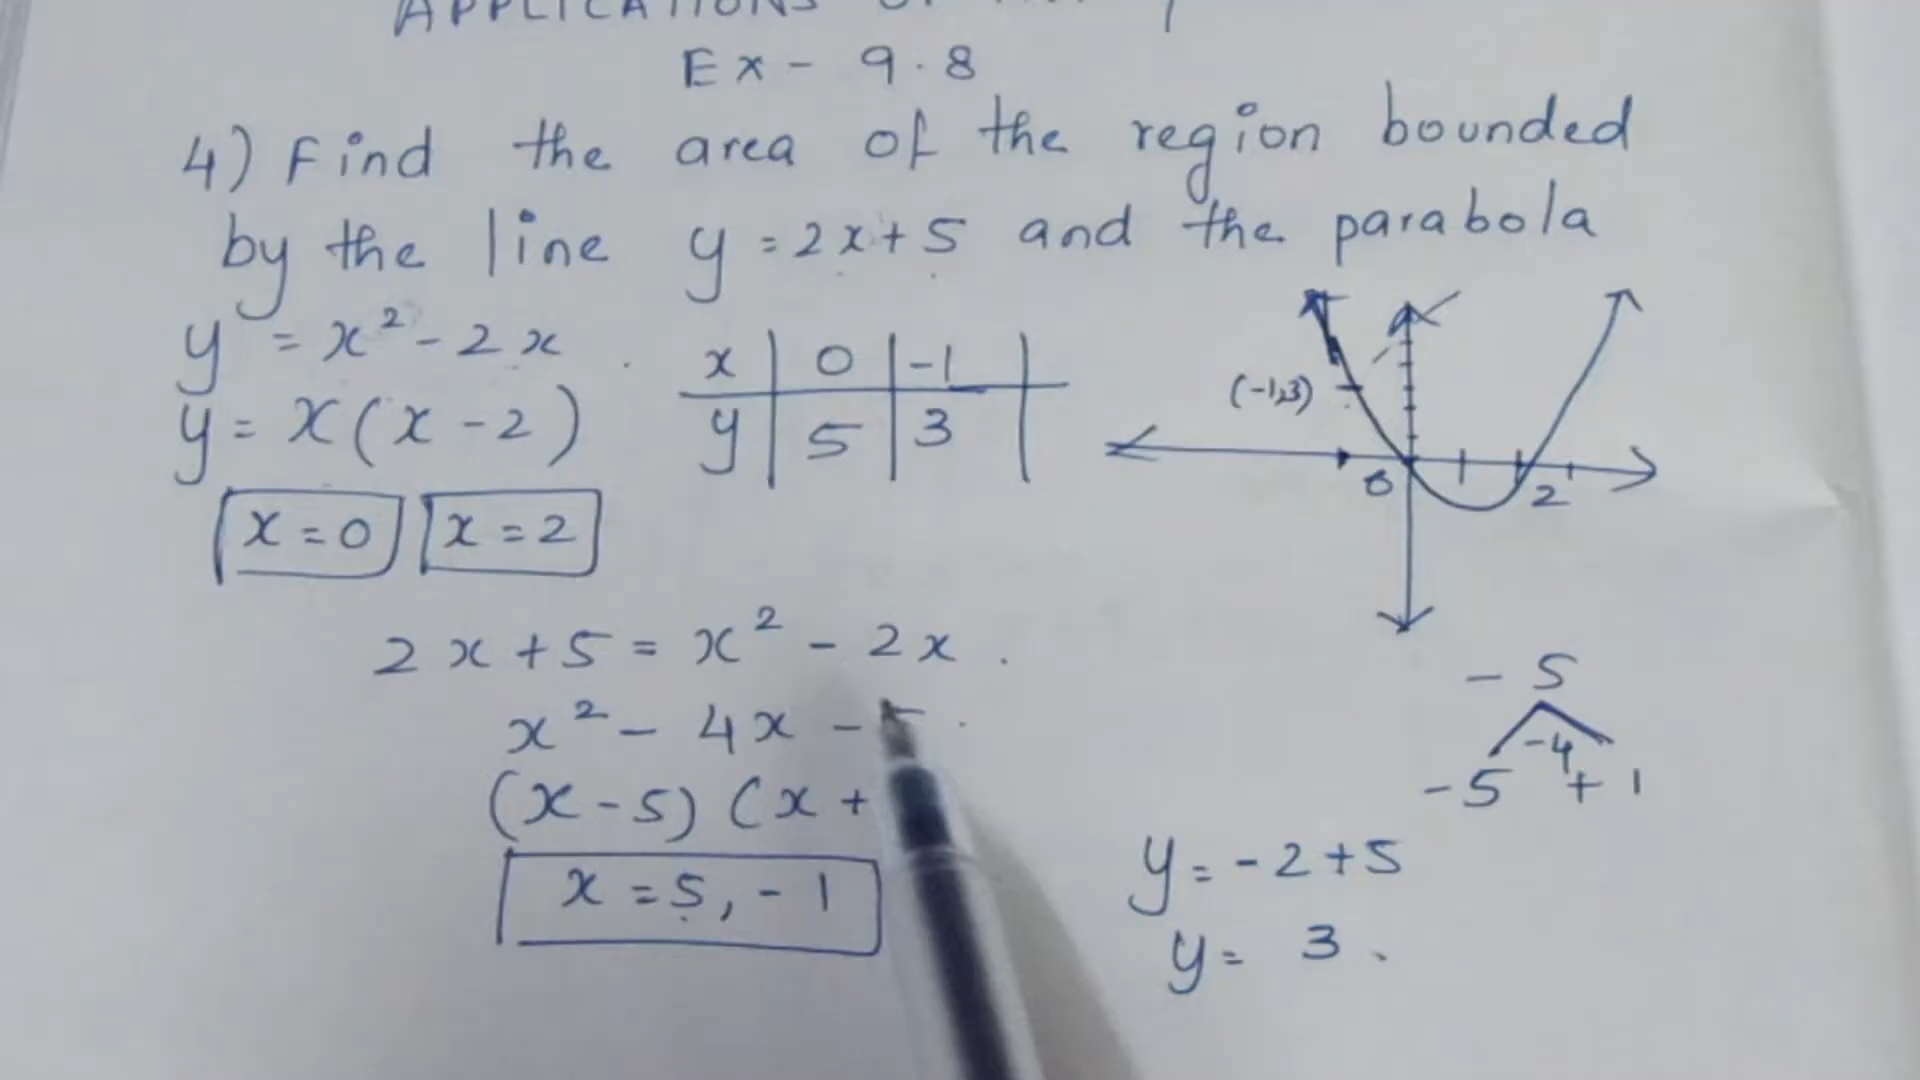 APPLICATIONS
Ex - 9.8
4) Find the area of the region bounded
by the line y = 2x + 5 and the parabola
y = x² - 2x
y = x(x - 2)
x = 0 x = 2
x | 0 | -1
y | 5 | 3
(-1,3)
0 2
2x + 5 = x² - 2x.
x² - 4x -
(x - 5) (x +
x = 5, -1
- 5
-4
-5 + 1
y = -2 + 5
y = 3.